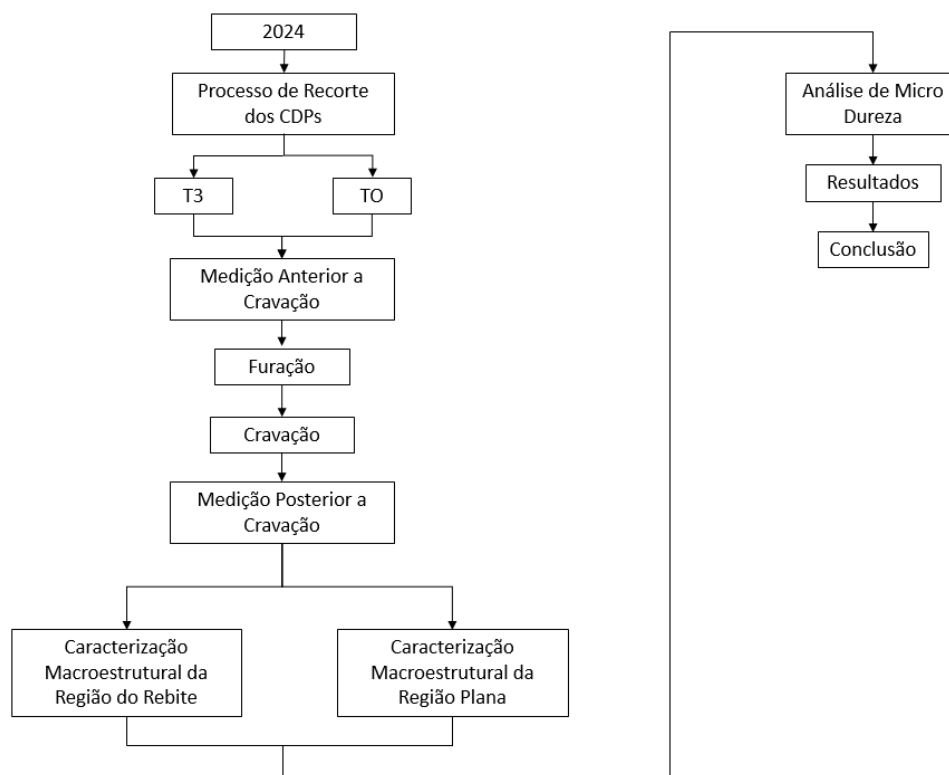 2024
Processo de Recorte
dos CDPs
T3
TO
Medição Anterior a
Cravação
Furação
Cravação
Medição Posterior a
Cravação
Caracterização
Macroestrutural da
Região do Rebite
Caracterização
Macroestrutural da
Região Plana
Análise de Micro
Dureza
Resultados
Conclusão